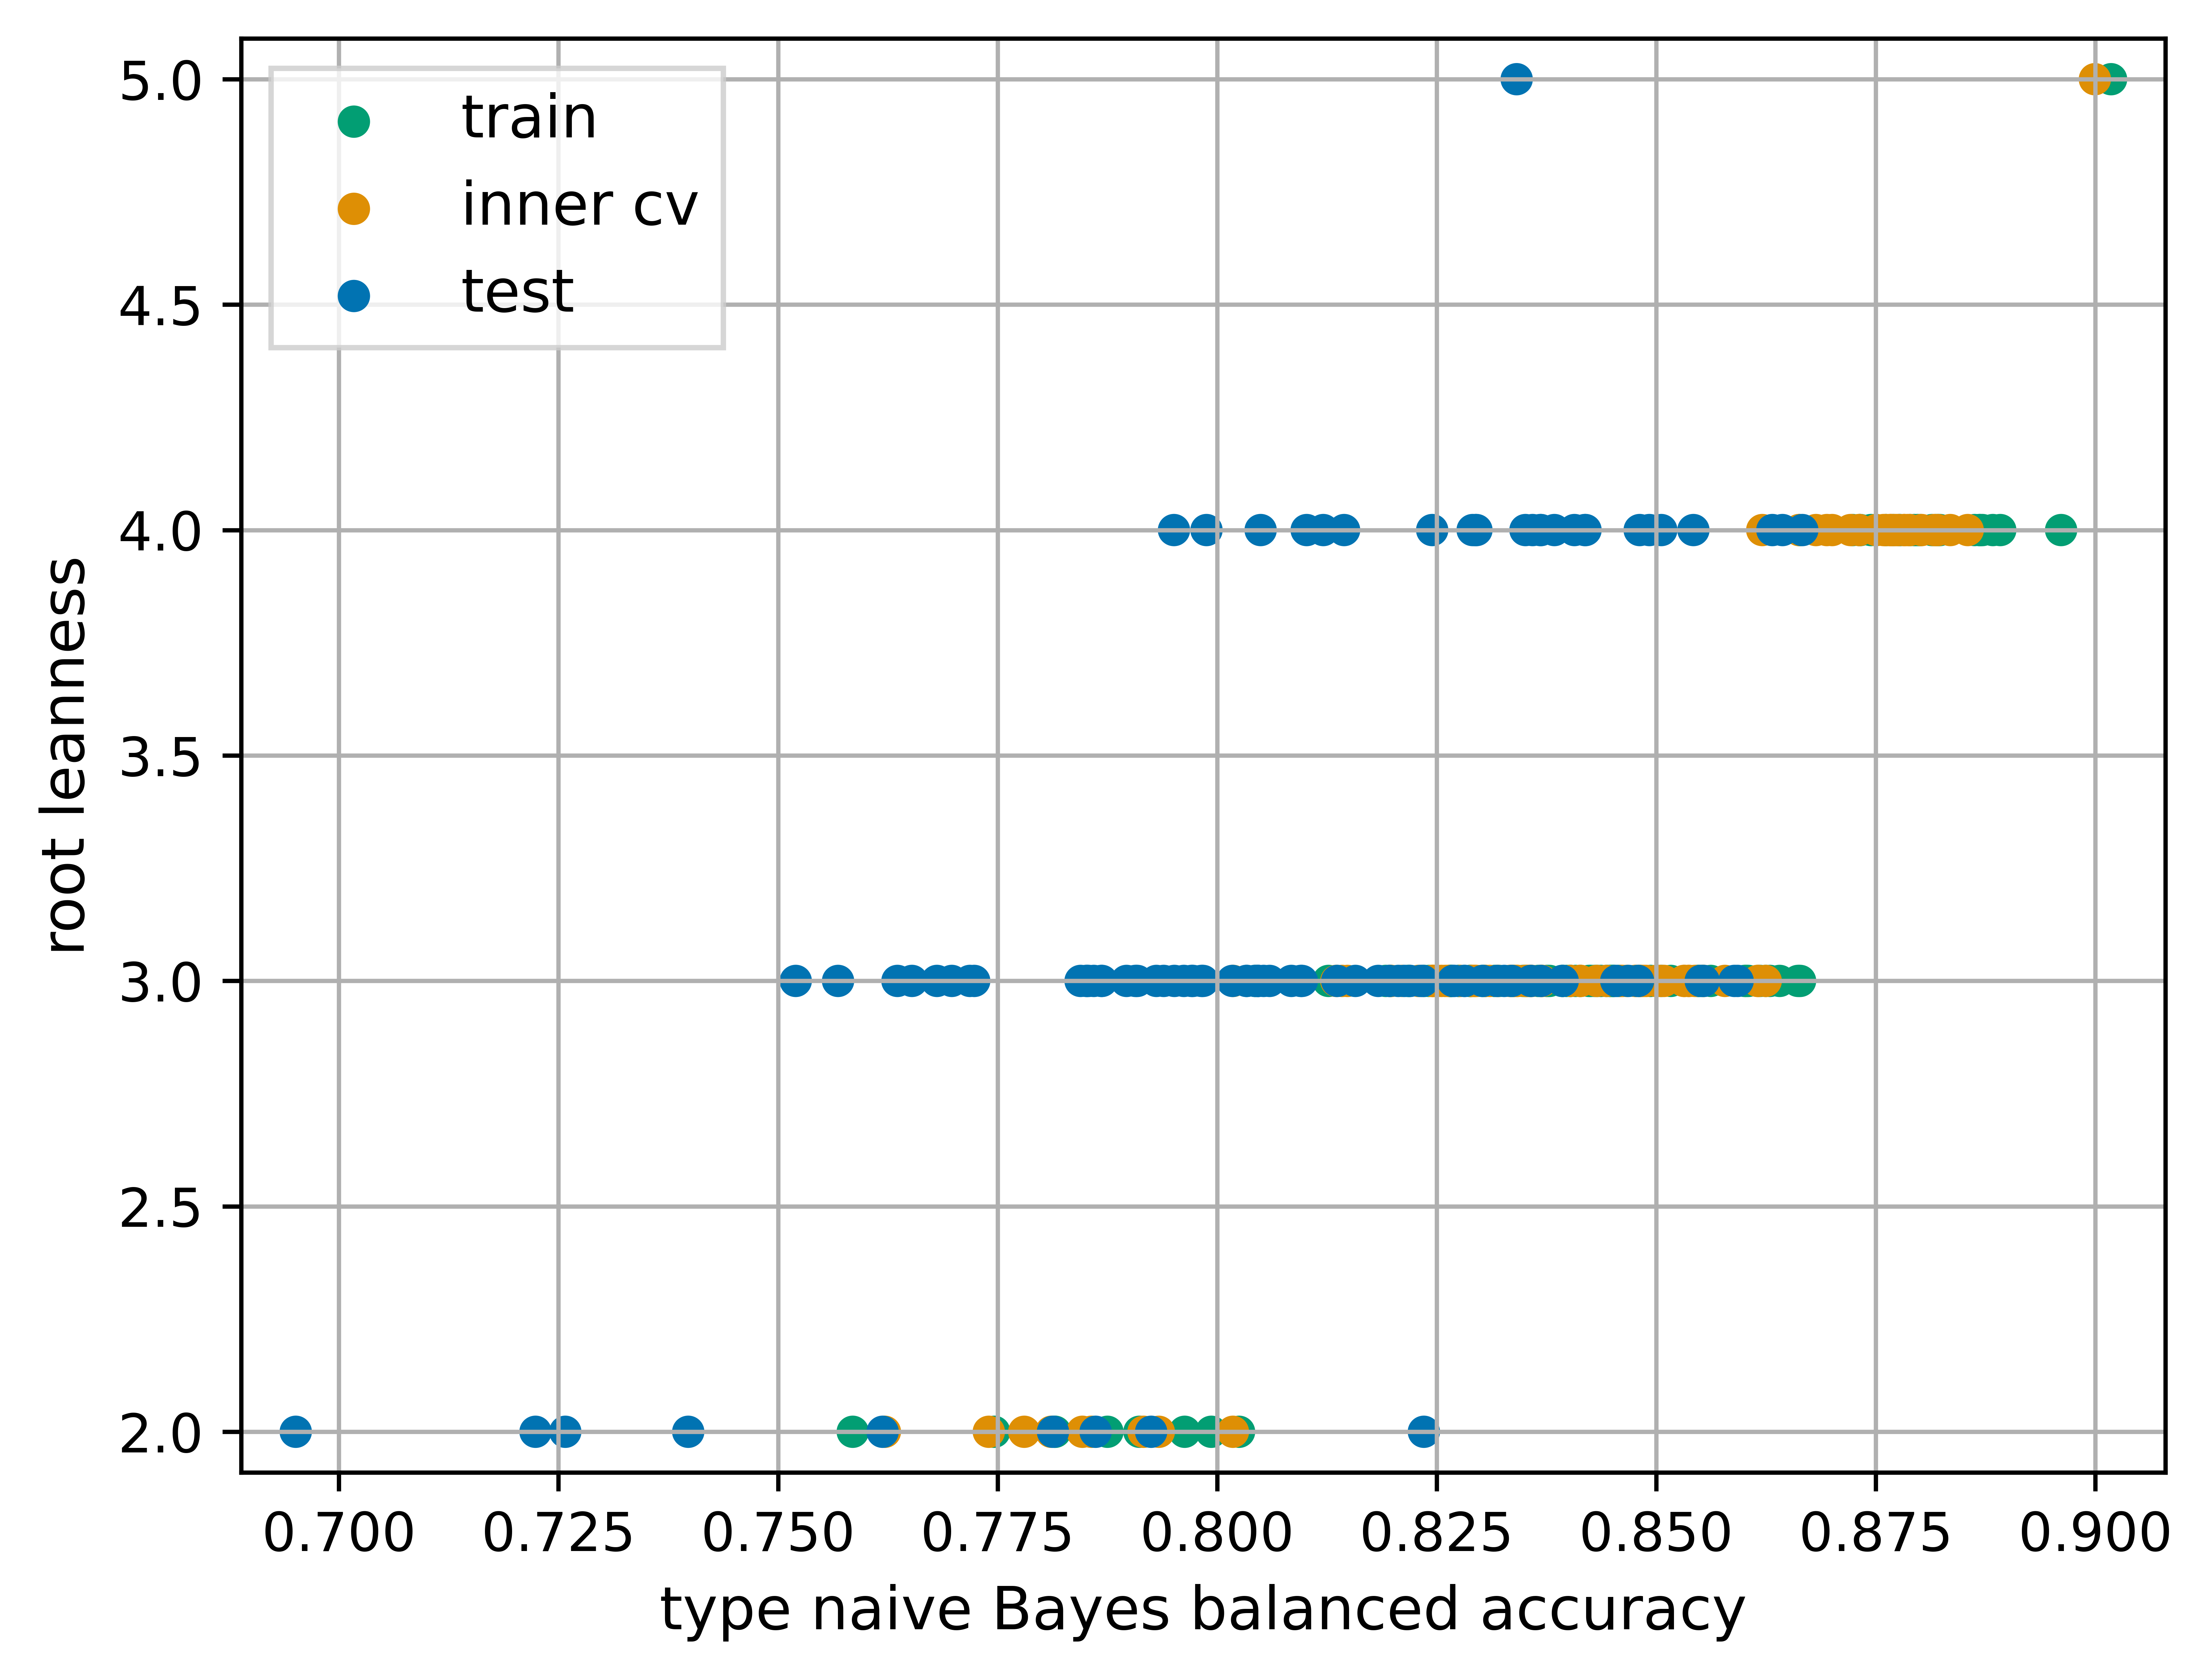 5.0
4.5
4.0
3.5
3.0
2.5
2.0
root leanness
train
inner cv
test
0.700 0.725 0.750 0.775 0.800 0.825 0.850 0.875 0.900
type naive Bayes balanced accuracy